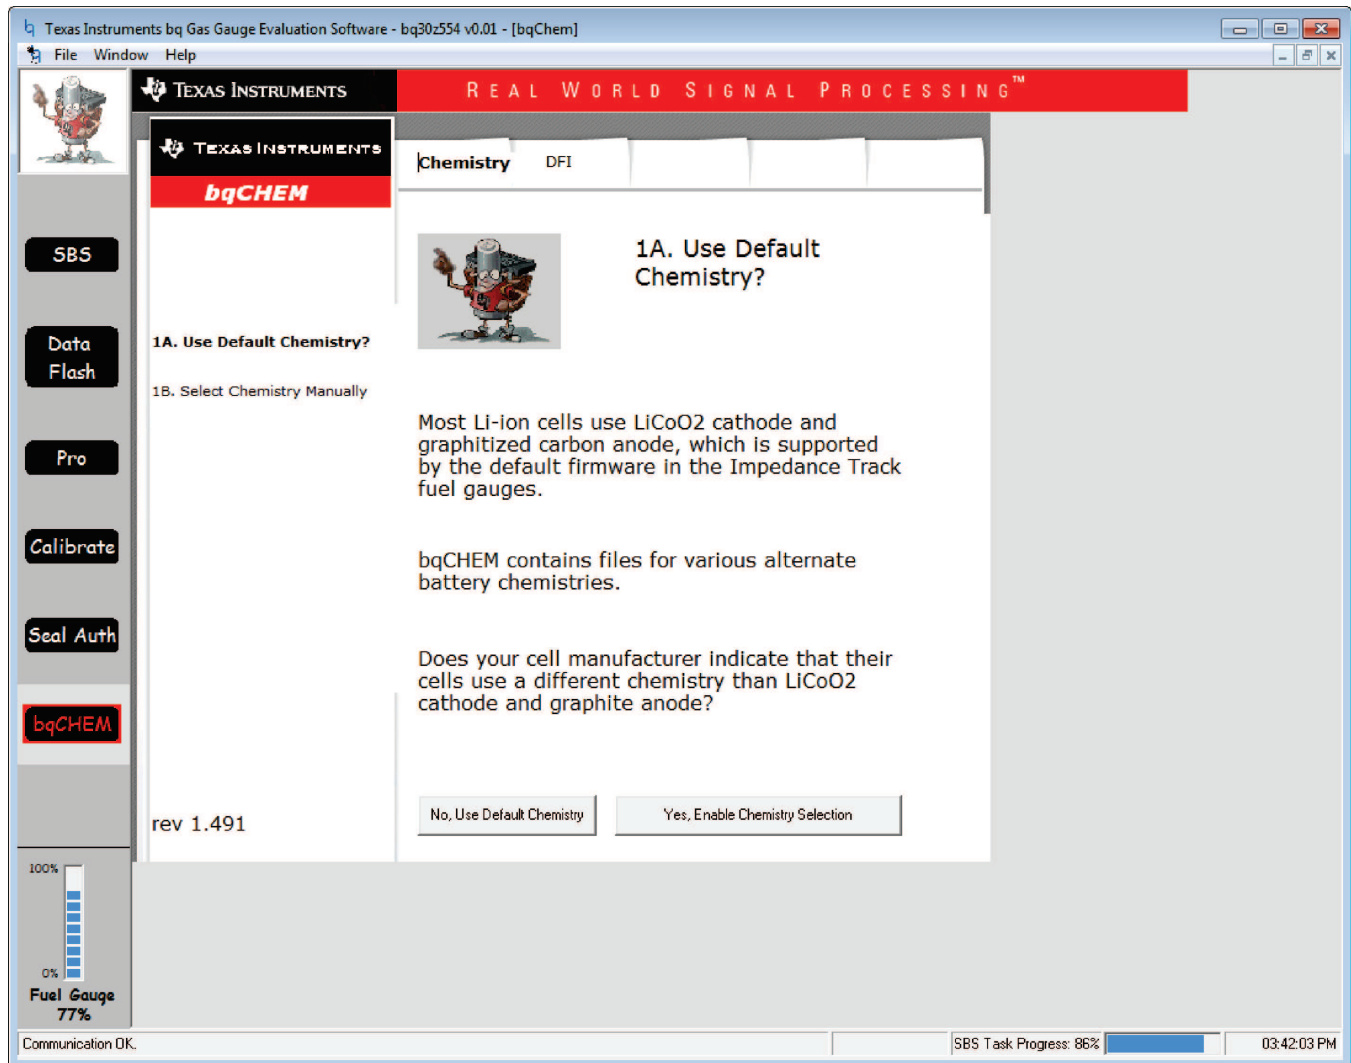 Texas Instruments bq Gas Gauge Evaluation Software - bq30z554 v0.01 - [bqChem]
File Window Help
TEXAS INSTRUMENTS
REAL WORLD SIGNAL PROCESSING™
TEXAS INSTRUMENTS
bqCHEM
Chemistry DFI
SBS
Data
Flash
Pro
Calibrate
Seal Auth
bqCHEM
1A. Use Default Chemistry?
1B. Select Chemistry Manually
rev 1.491
1A. Use Default
Chemistry?
Most Li-ion cells use LiCoO2 cathode and
graphitized carbon anode, which is supported
by the default firmware in the Impedance Track
fuel gauges.
bqCHEM contains files for various alternate
battery chemistries.
Does your cell manufacturer indicate that their
cells use a different chemistry than LiCoO2
cathode and graphite anode?
No, Use Default Chemistry
Yes, Enable Chemistry Selection
100%
0%
Fuel Gauge
77%
Communication OK.
SBS Task Progress: 86%
03:42:03 PM